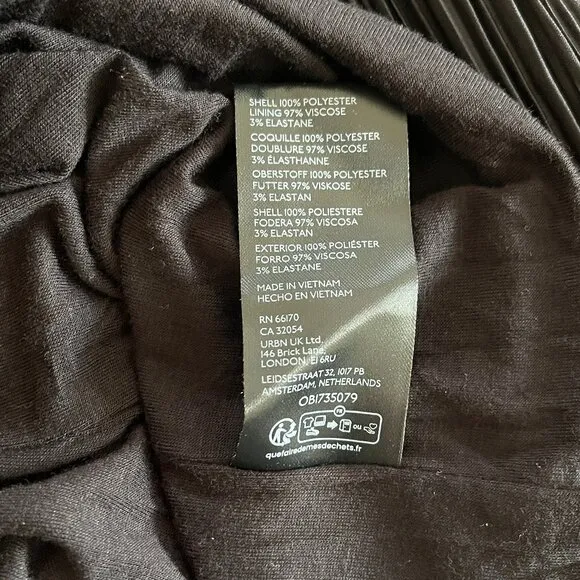 SHELL 100% POLYESTER
LINING 97% VISCOSE
3% ELASTANE
COQUILLE 100% POLYESTER
DOUBLURE 97% VISCOSE
3% ÉLASTHANNE
OBERSTOFF 100% POLYESTER
FUTTER 97% VISKOSE
3% ELASTAN
SHELL 100% POLIESTERE
FODERA 97% VISCOSA
3% ELASTAN
EXTERIOR 100% POLIÉSTER
FORRO 97% VISCOSA
3% ELASTANE
MADE IN VIETNAM
HECHO EN VIETNAM
RN 66170
CA 32054
URBN UK Ltd.
146 Brick Lane,
LONDON, E1 6RU
LEIDSESTRAAT 32, 1017 PB
AMSTERDAM, NETHERLANDS
OB1735079
FR
OU
quefairedemesdechets.fr